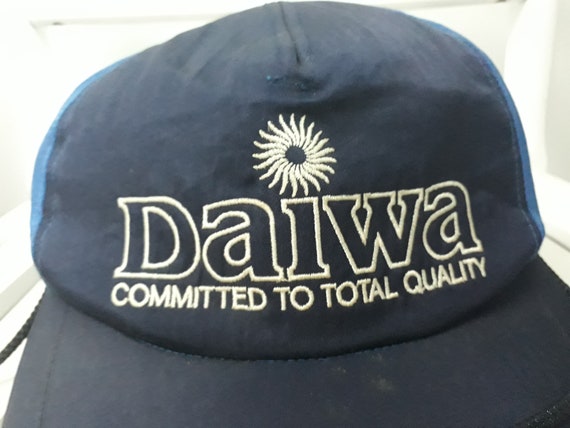 Daiwa
COMMITTED TO TOTAL QUALITY